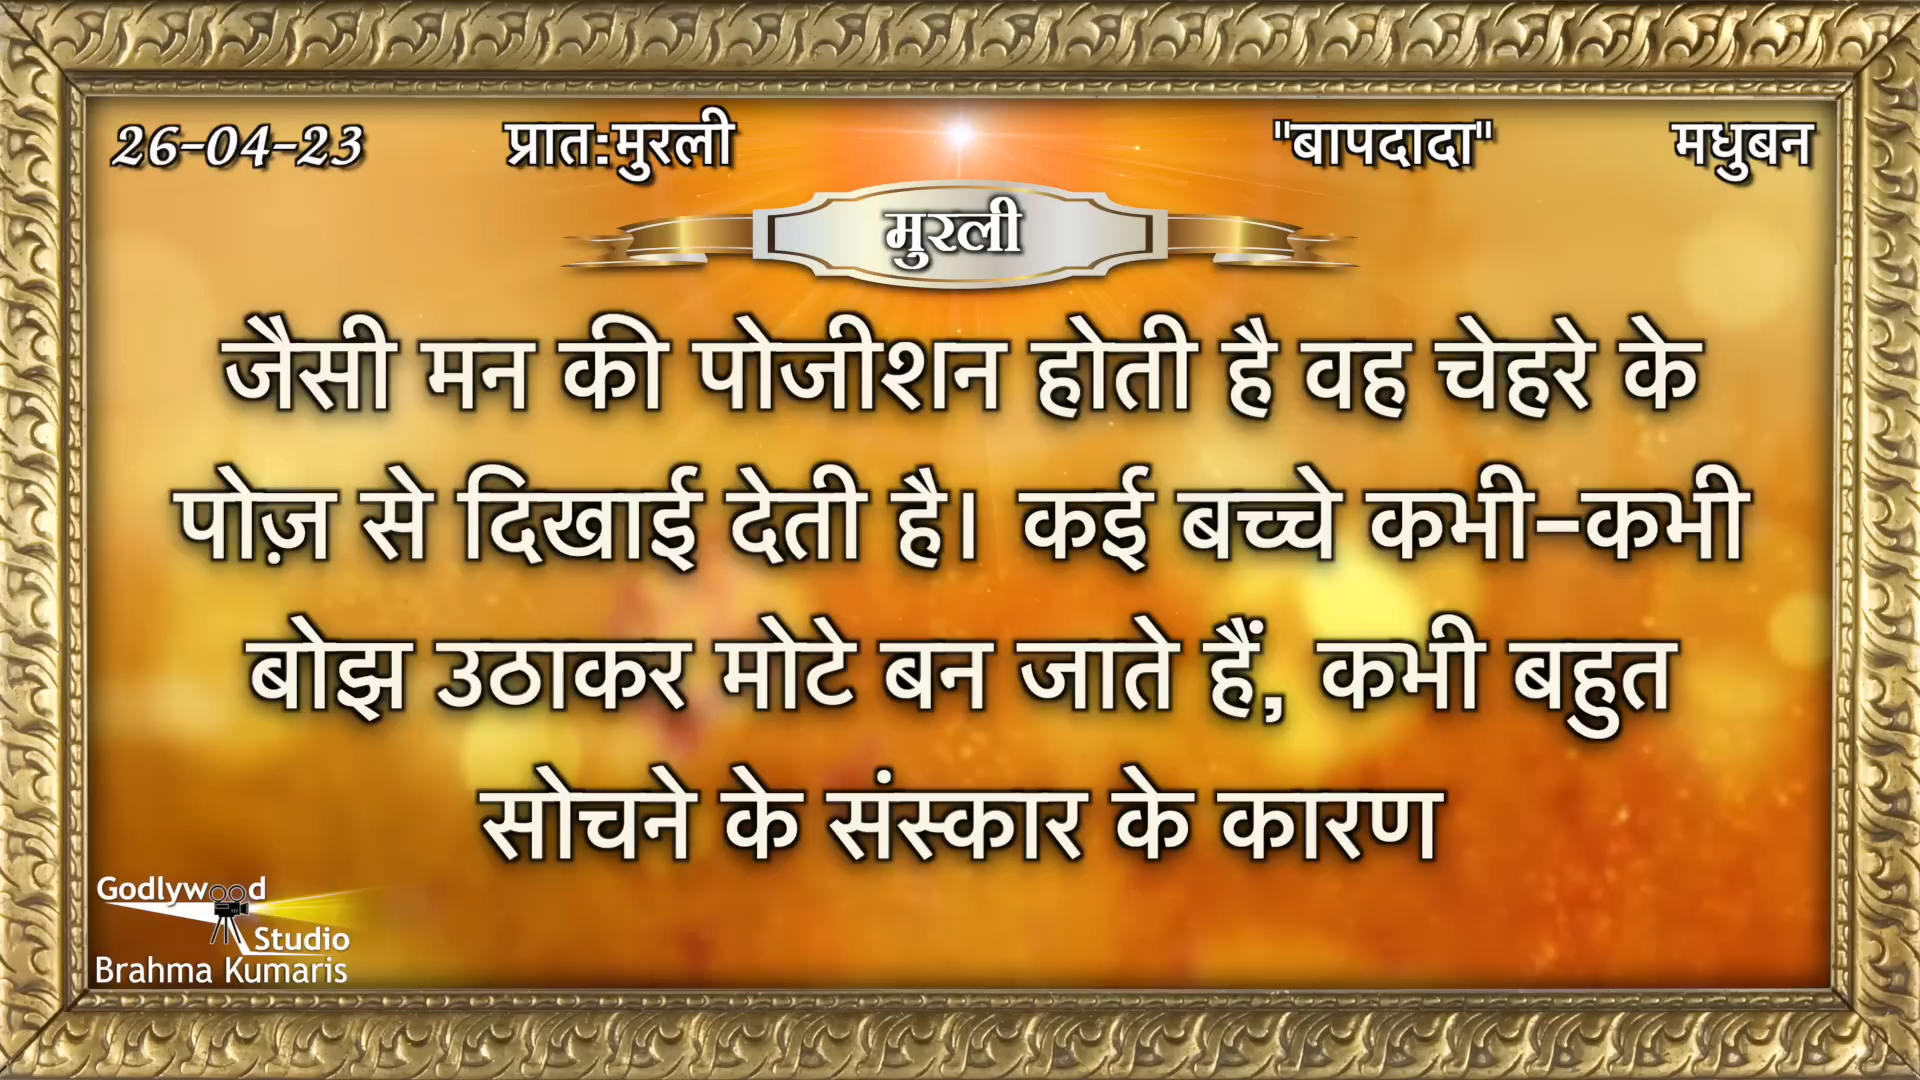 26-04-23 प्रात:मुरली "बापदादा" मधुबन
मुरली
जैसी मन की पोजीशन होती है वह चेहरे के
पोज़ से दिखाई देती है। कई बच्चे कभी-कभी
बोझ उठाकर मोटे बन जाते हैं, कभी बहुत
सोचने के संस्कार के कारण
Godlywood
Studio
Brahma Kumaris